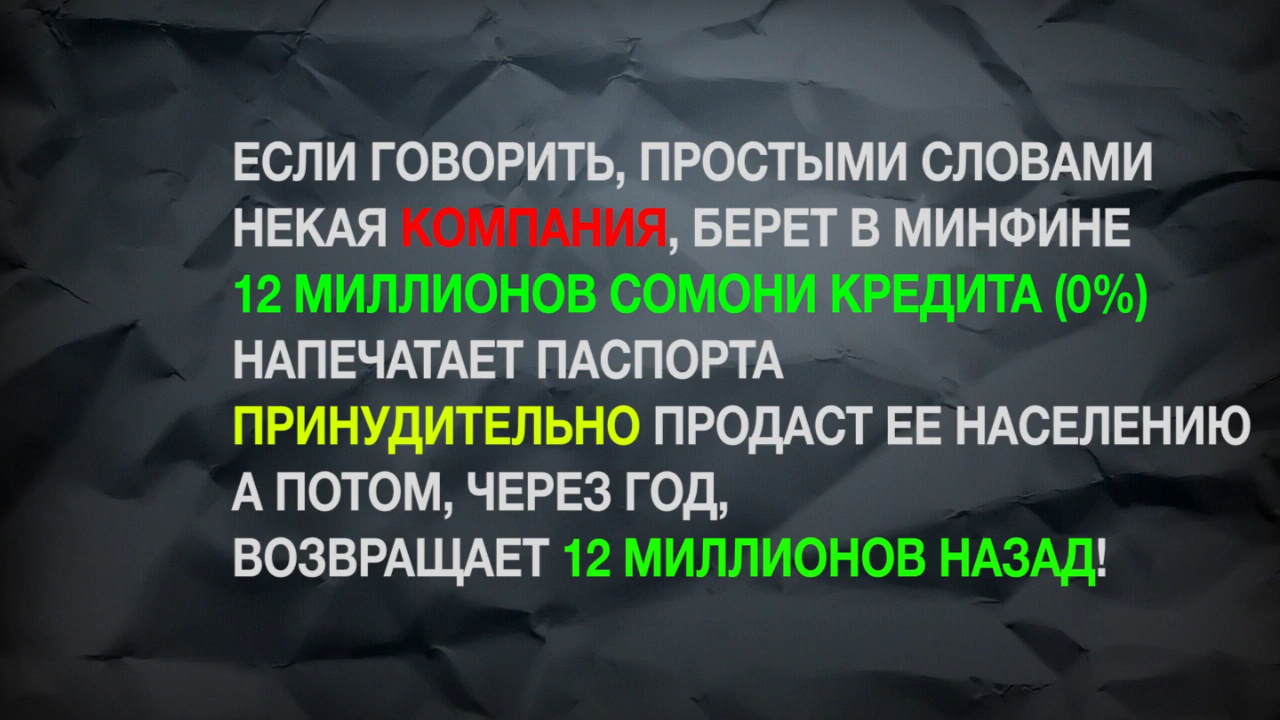 ЕСЛИ ГОВОРИТЬ, ПРОСТЫМИ СЛОВАМИ
НЕКАЯ КОМПАНИЯ, БЕРЕТ В МИНФИНЕ
12 МИЛЛИОНОВ СОМОНИ КРЕДИТА (0%)
НАПЕЧАТАЕТ ПАСПОРТА
ПРИНУДИТЕЛЬНО ПРОДАСТ ЕЕ НАСЕЛЕНИЮ
А ПОТОМ, ЧЕРЕЗ ГОД,
ВОЗВРАЩАЕТ 12 МИЛЛИОНОВ НАЗАД!